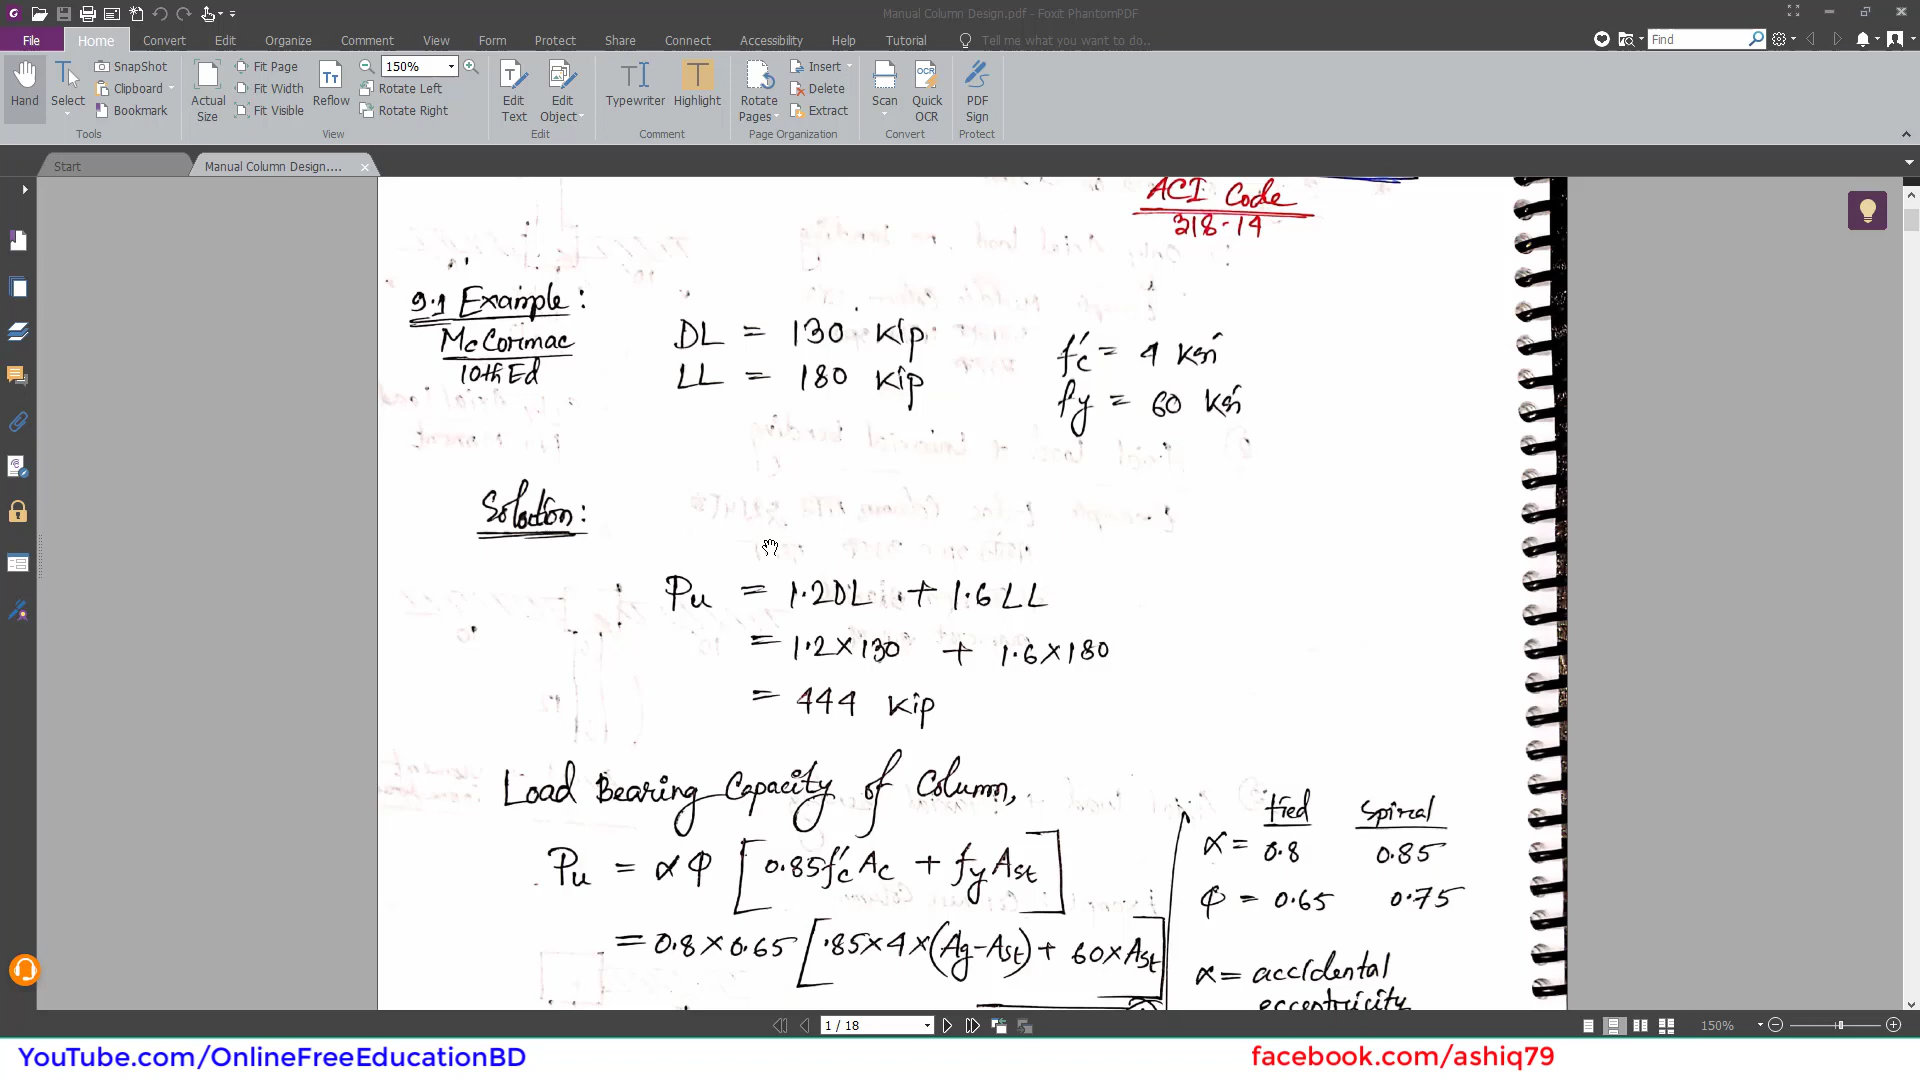 Manual Column Design.pdf - Foxit PhantomPDF
File Home Convert Edit Organize Comment View Form Protect Share Connect Accessibility Help Tutorial Tell me what you want to do.. Find
Hand
Select
SnapShot
Clipboard
Bookmark
Tools
Actual Size
Fit Page
Fit Width
Fit Visible
Reflow
150%
Rotate Left
Rotate Right
View
Edit Text
Edit Object
Edit
Typewriter
Highlight
Comment
Rotate Pages
Insert
Delete
Extract
Page Organization
Scan
Quick OCR
Convert
PDF Sign
Protect
Start
Manual Column Design....
ACI Code
318-14
9.1 Example:
McCormac
10th Ed
DL = 130 Kip
LL = 180 Kip
f'c = 4 Ksi
fy = 60 Ksi
Solution:
Pu = 1.2DL + 1.6 LL
= 1.2×130 + 1.6×180
= 444 Kip
Load Bearing Capacity of Column,
Pu = αΦ [0.85f'c Ac + fy Ast]
= 0.8×0.65 [.85×4×(Ag-Ast) + 60×Ast]
tied spiral
α = 0.8 0.85
Φ = 0.65 0.75
α = accidental
eccentricity
1 / 18
150%
YouTube.com/OnlineFreeEducationBD
facebook.com/ashiq79